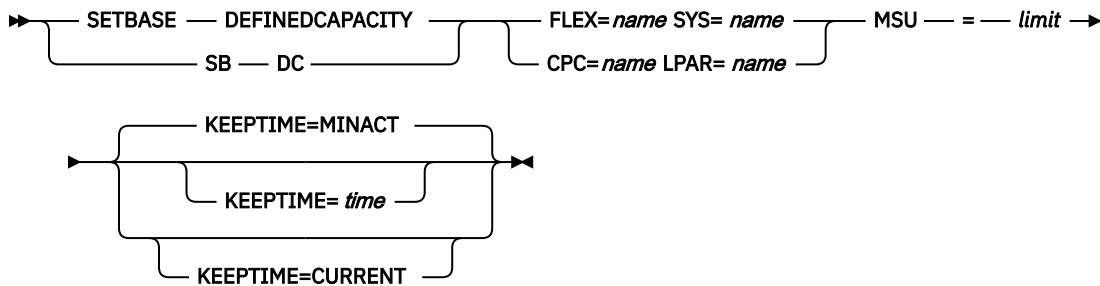 SETBASE DEFINEDCAPACITY FLEX=name SYS= name MSU = limit
SB DC CPC=name LPAR= name
KEEPTIME=MINACT
KEEPTIME= time
KEEPTIME=CURRENT